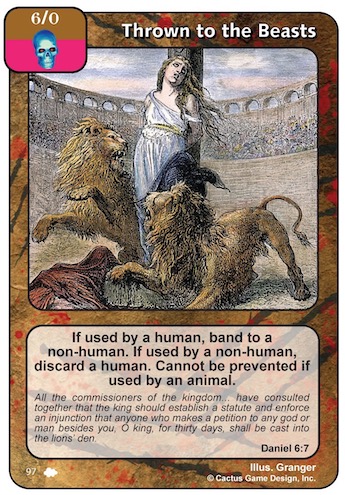 6/0
Thrown to the Beasts
If used by a human, band to a
non-human. If used by a non-human,
discard a human. Cannot be prevented if
used by an animal.
All the commissioners of the kingdom... have consulted
together that the king should establish a statute and enforce
an injunction that anyone who makes a petition to any god or
man besides you, O king, for thirty days, shall be cast into
the lions' den.
Daniel 6:7
97
Illus. Granger
© Cactus Game Design, Inc.